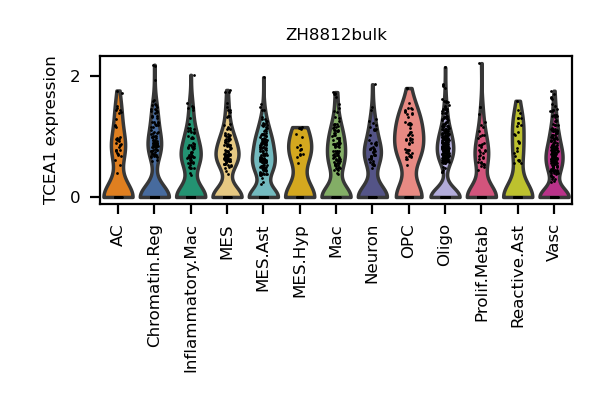 ZH8812bulk
TCEA1 expression
2
0
AC
Chromatin.Reg
Inflammatory.Mac
MES
MES.Ast
MES.Hyp
Mac
Neuron
OPC
Oligo
Prolif.Metab
Reactive.Ast
Vasc